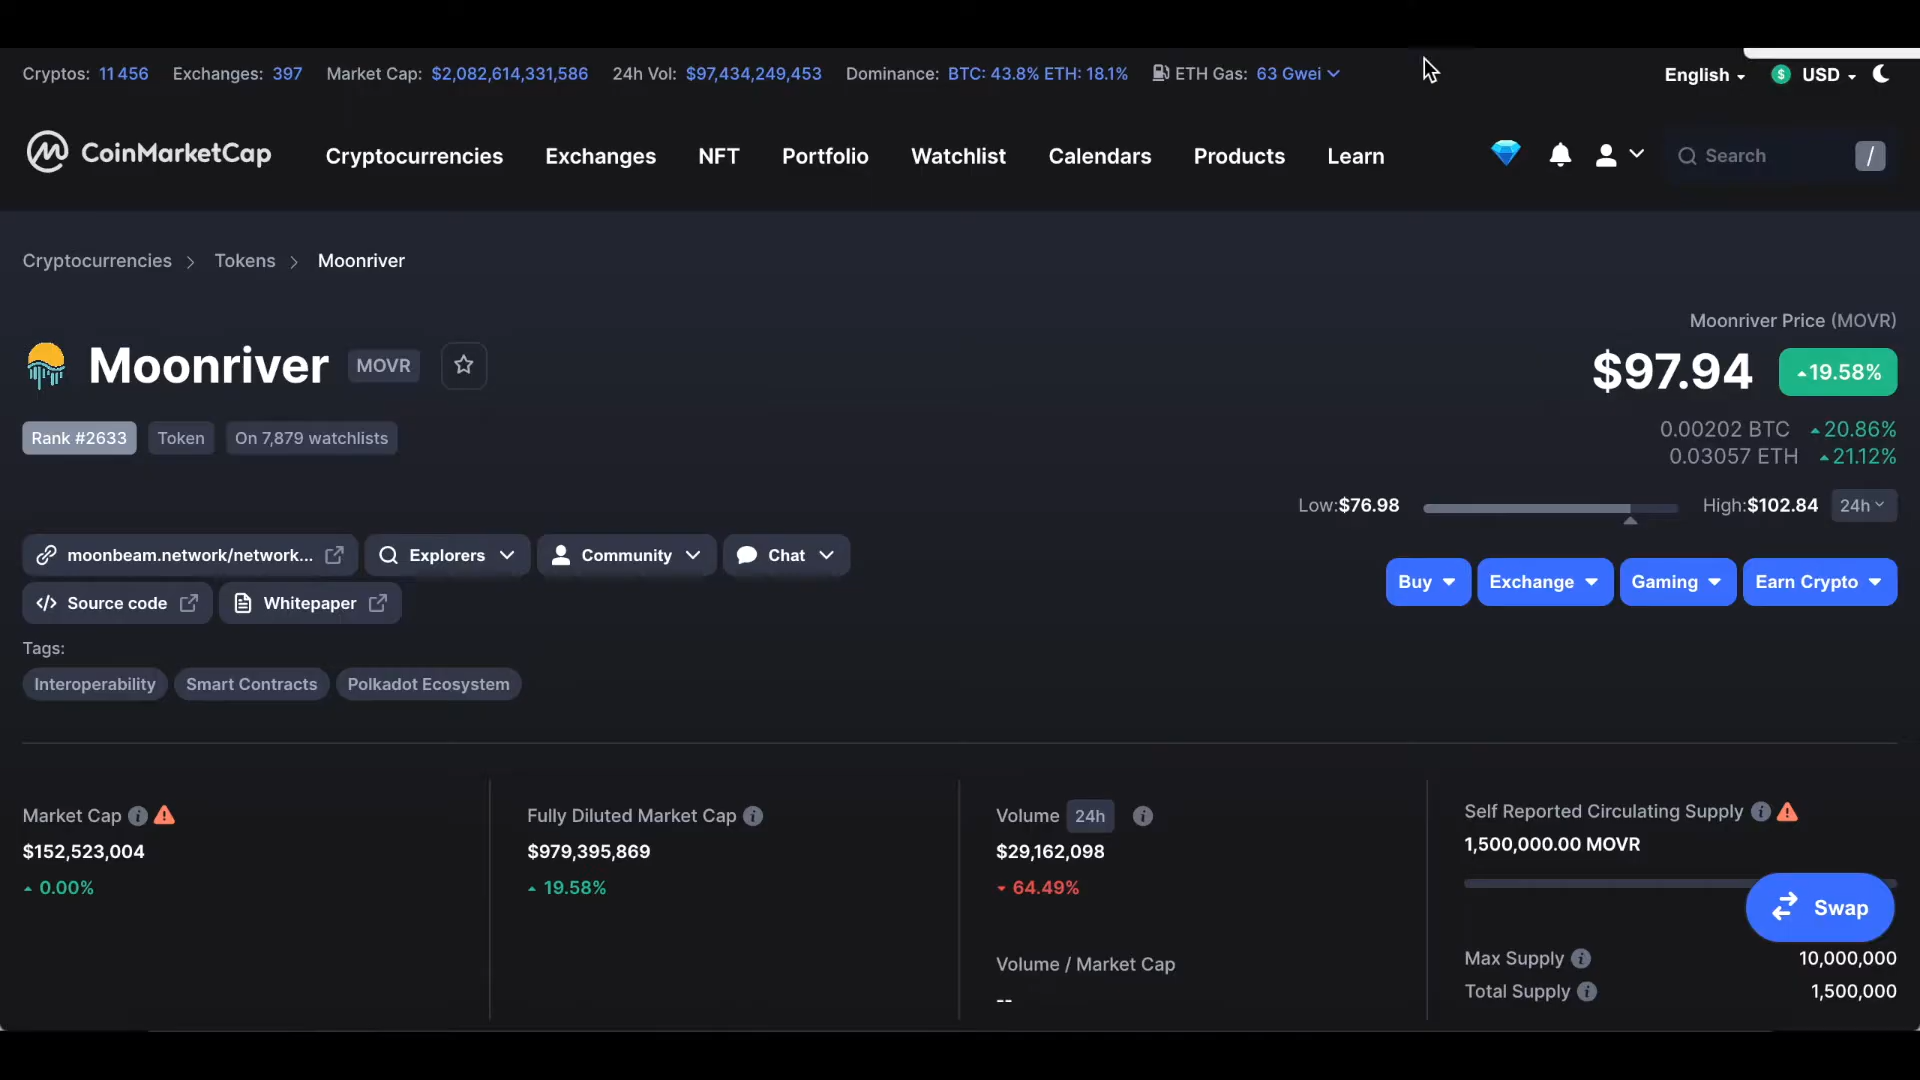 Cryptos: 11 456 Exchanges: 397 Market Cap: $2,082,614,331,586 24h Vol: $97,434,249,453 Dominance: BTC: 43.8% ETH: 18.1% ETH Gas: 63 Gwei English $ USD
CoinMarketCap Cryptocurrencies Exchanges NFT Portfolio Watchlist Calendars Products Learn Search /
Cryptocurrencies > Tokens > Moonriver
Moonriver Price (MOVR)
Moonriver MOVR $97.94 19.58%
Rank #2633 Token On 7,879 watchlists 0.00202 BTC 20.86%
0.03057 ETH 21.12%
Low:$76.98 High:$102.84 24h
moonbeam.network/network... Explorers Community Chat
Buy Exchange Gaming Earn Crypto
Source code Whitepaper
Tags:
Interoperability Smart Contracts Polkadot Ecosystem
Market Cap Fully Diluted Market Cap Volume 24h Self Reported Circulating Supply
$152,523,004 $979,395,869 $29,162,098 1,500,000.00 MOVR
0.00% 19.58% 64.49%
Swap
Volume / Market Cap Max Supply 10,000,000
-- Total Supply 1,500,000